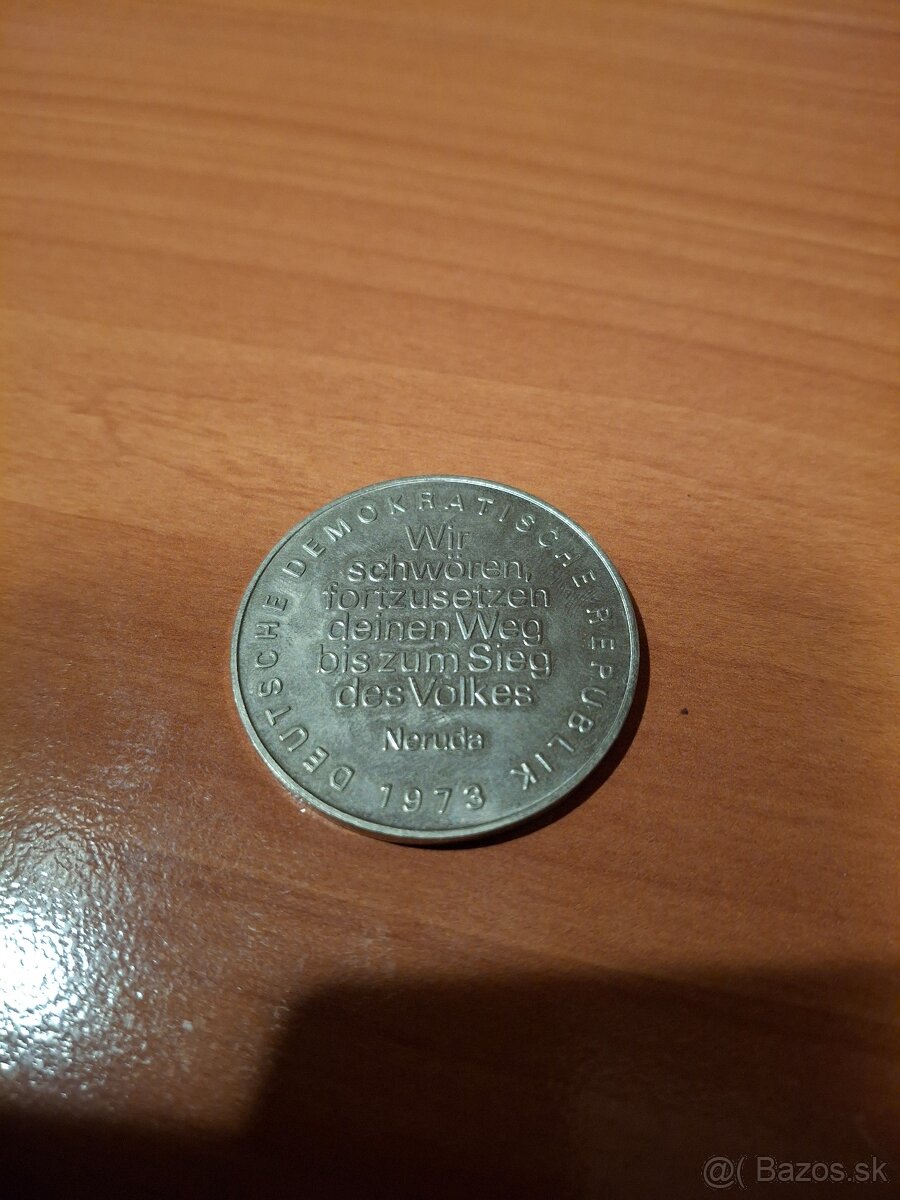 DEUTSCHE DEMOKRATISCHE REPUBLIK
Wir
schwören,
fortzusetzen
deinen Weg
bis zum Sieg
des Volkes
Neruda
1973
@( Bazos.sk